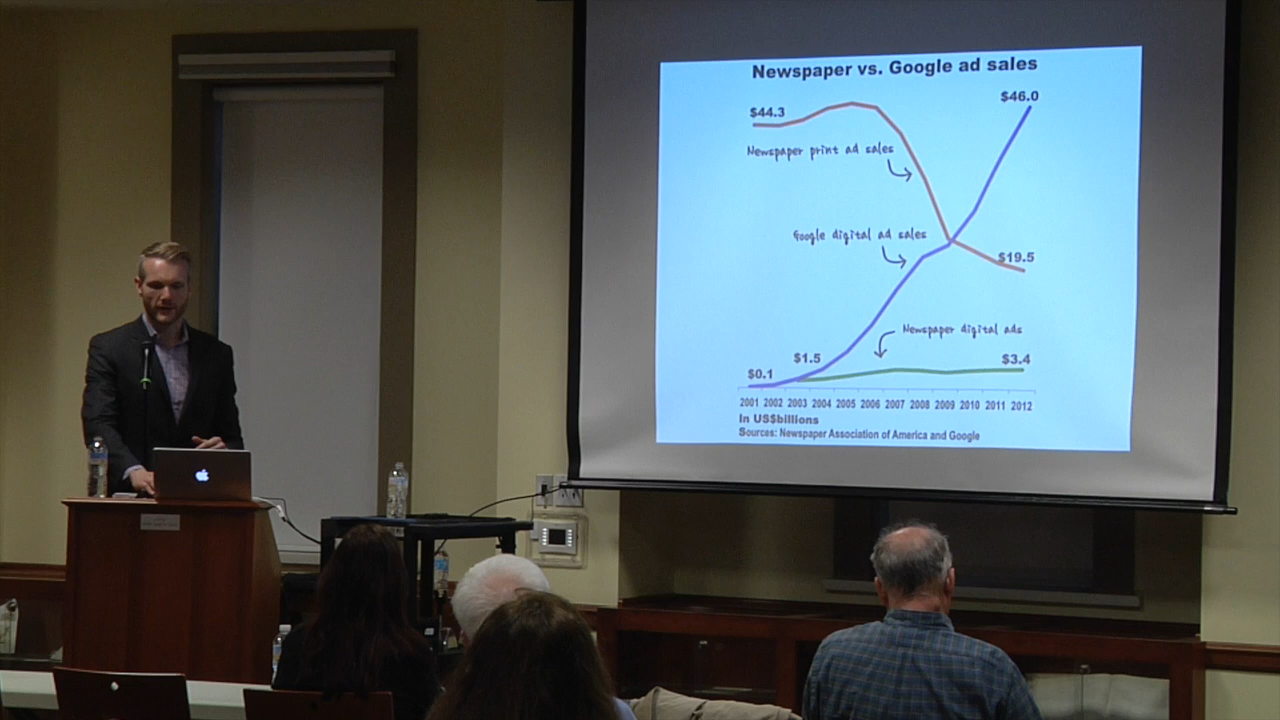 Newspaper vs. Google ad sales
$46.0
$44.3
Newspaper print ad sales
Google digital ad sales
$19.5
Newspaper digital ads
$1.5
$3.4
$0.1
2001 2002 2003 2004 2005 2006 2007 2008 2009 2010 2011 2012
In US$billions
Sources: Newspaper Association of America and Google